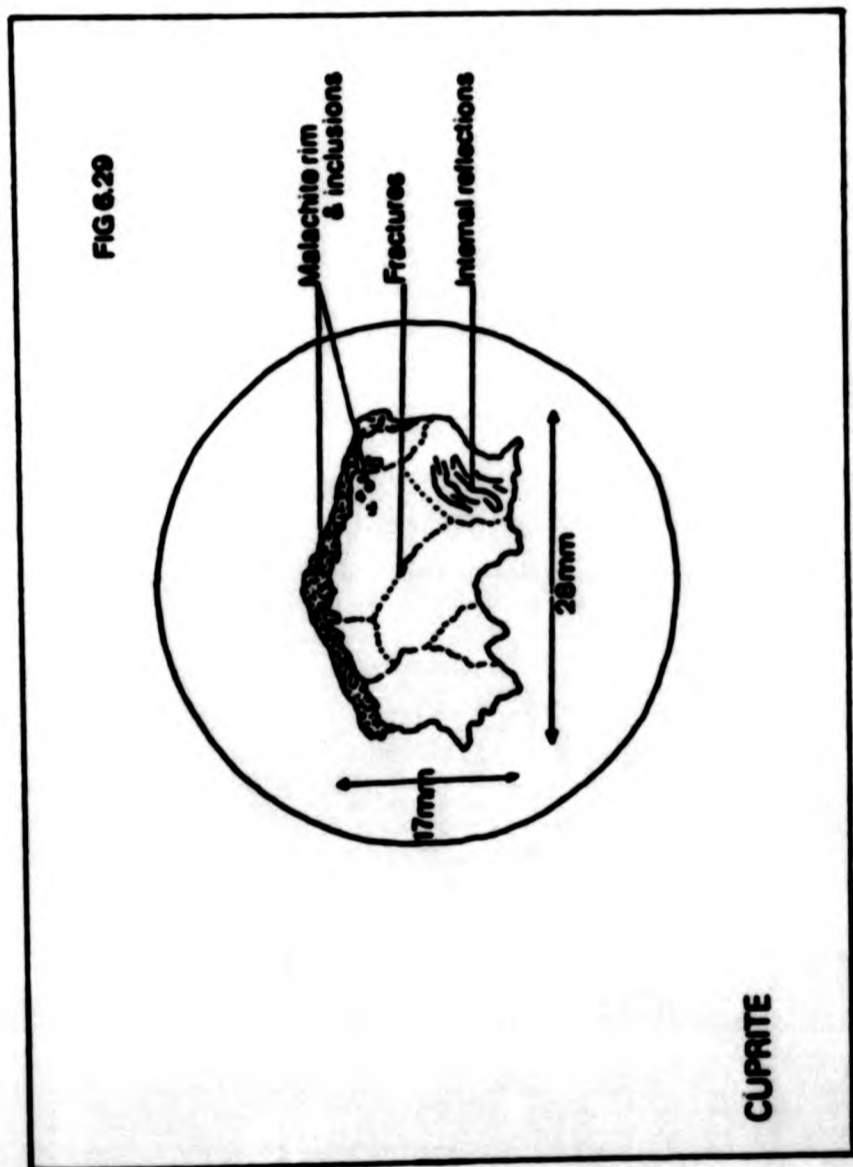 FIG 6.29
Malachite rim
& inclusions
Fractures
Internal reflections
28mm
17mm
CUPRITE